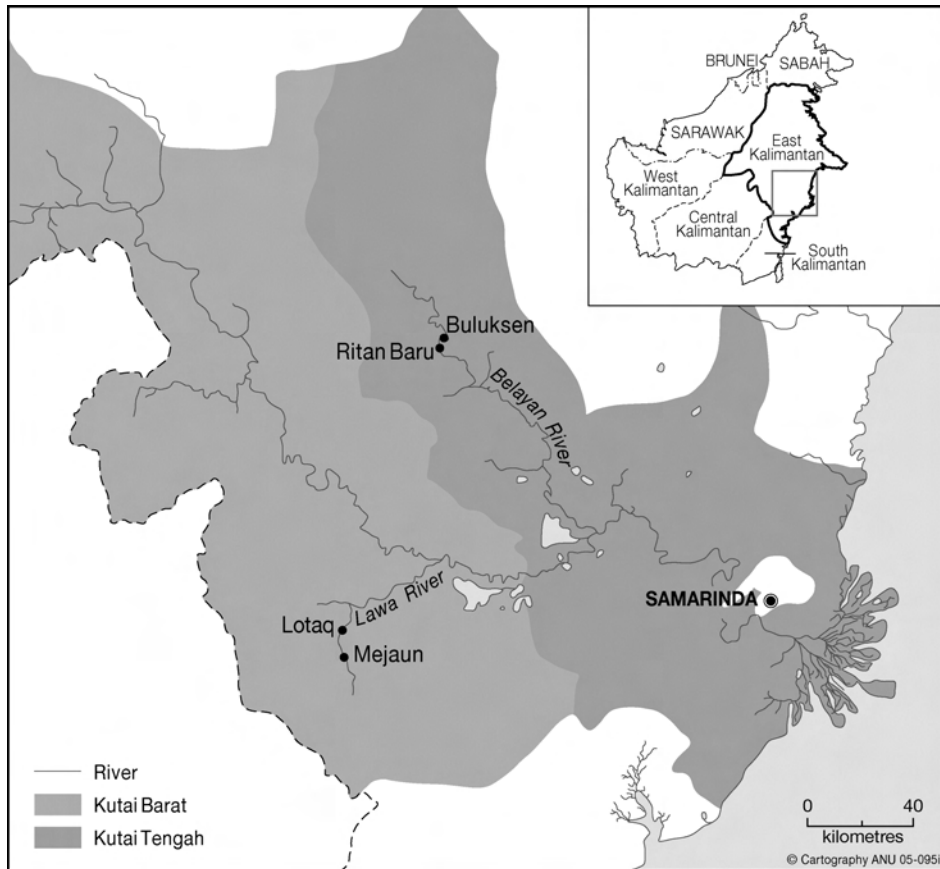 BRUNEI
SABAH
SARAWAK
East
Kalimantan
West
Kalimantan
Central
Kalimantan
South
Kalimantan
Buluksen
Ritan Baru
Belayan River
Lawa River
SAMARINDA
Lotaq
Mejaun
River
Kutai Barat
Kutai Tengah
0 40
kilometres
© Cartography ANU 05-095i